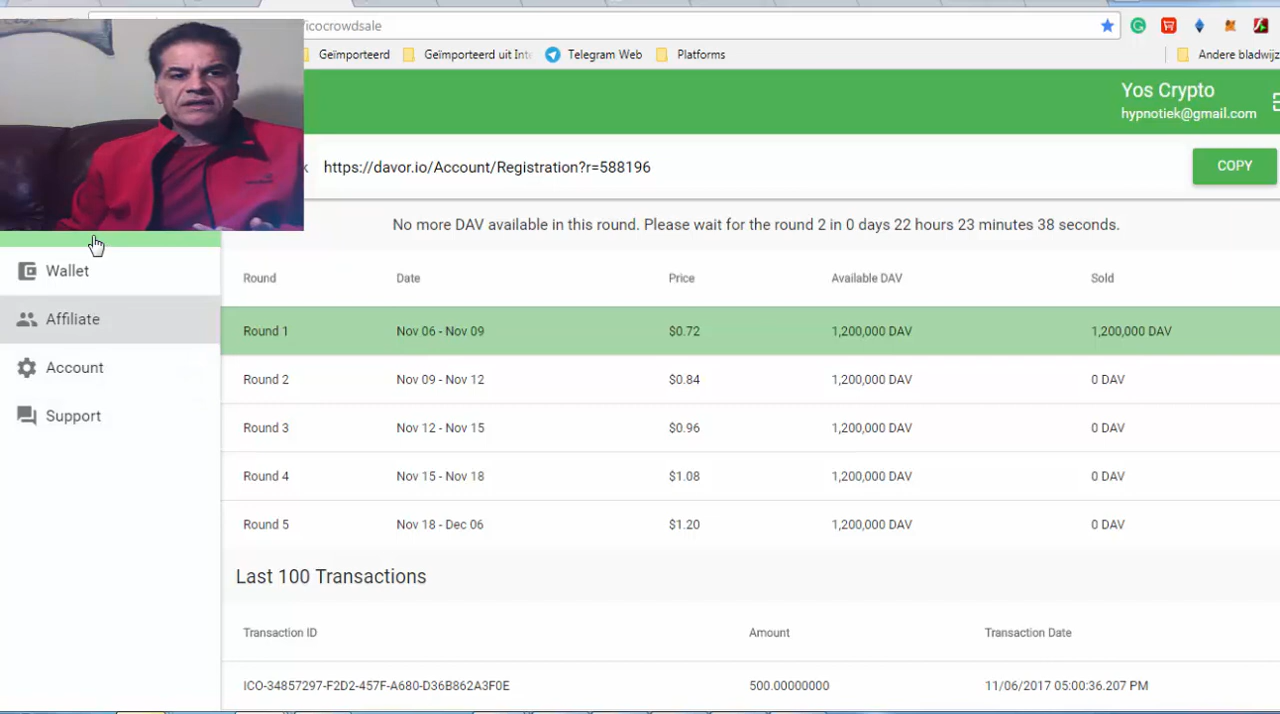 icocrowdsale
Geïmporteerd
Geïmporteerd uit Int
Telegram Web
Platforms
Andere bladwijz
Yos Crypto
hypnotiek@gmail.com
https://davor.io/Account/Registration?r=588196
COPY
No more DAV available in this round. Please wait for the round 2 in 0 days 22 hours 23 minutes 38 seconds.
Wallet
Affiliate
Account
Support
Round Date Price Available DAV Sold
Round 1 Nov 06 - Nov 09 $0.72 1,200,000 DAV 1,200,000 DAV
Round 2 Nov 09 - Nov 12 $0.84 1,200,000 DAV 0 DAV
Round 3 Nov 12 - Nov 15 $0.96 1,200,000 DAV 0 DAV
Round 4 Nov 15 - Nov 18 $1.08 1,200,000 DAV 0 DAV
Round 5 Nov 18 - Dec 06 $1.20 1,200,000 DAV 0 DAV
Last 100 Transactions
Transaction ID Amount Transaction Date
ICO-34857297-F2D2-457F-A680-D36B862A3F0E 500.00000000 11/06/2017 05:00:36.207 PM